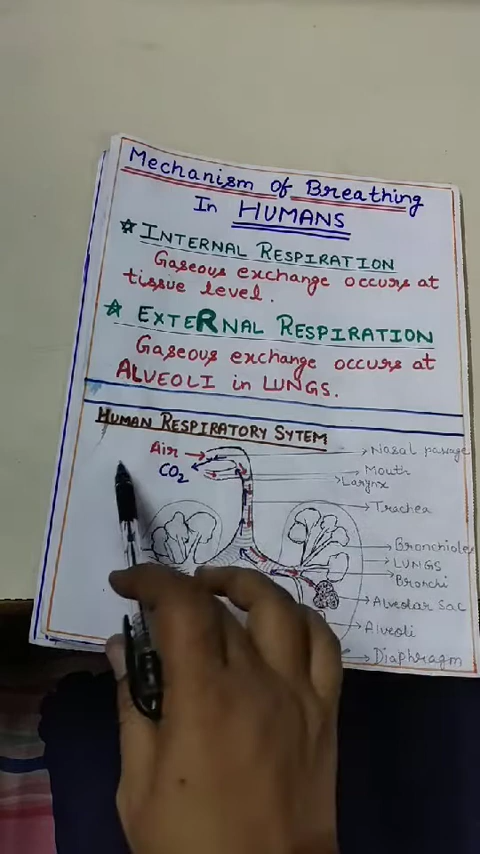 Mechanism of Breathing
In HUMANS
☆ INTERNAL RESPIRATION
Gaseous exchange occurs at
tissue level.
☆ EXTERNAL RESPIRATION
Gaseous exchange occurs at
ALVEOLI in LUNGS.
HUMAN RESPIRATORY SYTEM
Air
CO2
Nasal passage
Mouth
Larynx
Trachea
Bronchioles
LUNGS
Bronchi
Alveolar Sac
Alveoli
Diaphragm